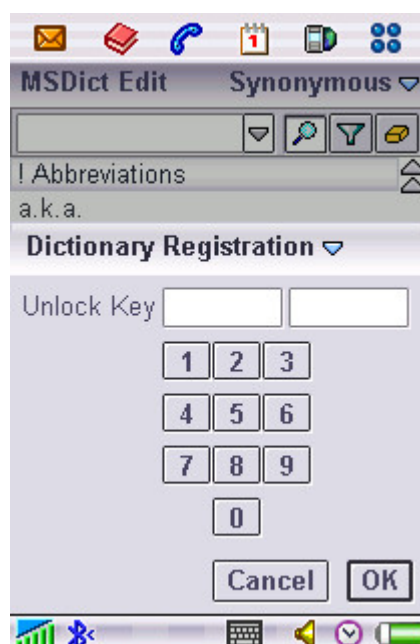 1
MSDict Edit Synonymous
! Abbreviations
a.k.a.
Dictionary Registration
Unlock Key
1 2 3
4 5 6
7 8 9
0
Cancel OK